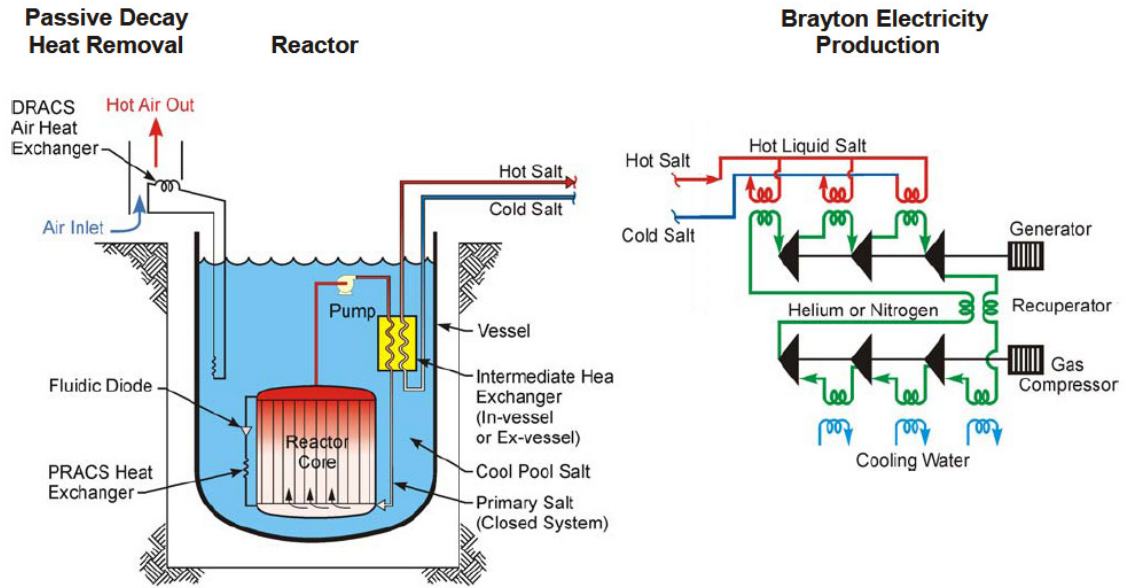 Passive Decay
Heat Removal
Reactor
Brayton Electricity
Production
DRACS
Air Heat
Exchanger
Hot Air Out
Air Inlet
Hot Salt
Cold Salt
Pump
Vessel
Fluidic Diode
Intermediate Hea
Exchanger
(In-vessel
or Ex-vessel)
Reactor
Core
PRACS Heat
Exchanger
Cool Pool Salt
Primary Salt
(Closed System)
Hot Liquid Salt
Hot Salt
Cold Salt
Generator
Helium or Nitrogen
Recuperator
Gas
Compressor
Cooling Water